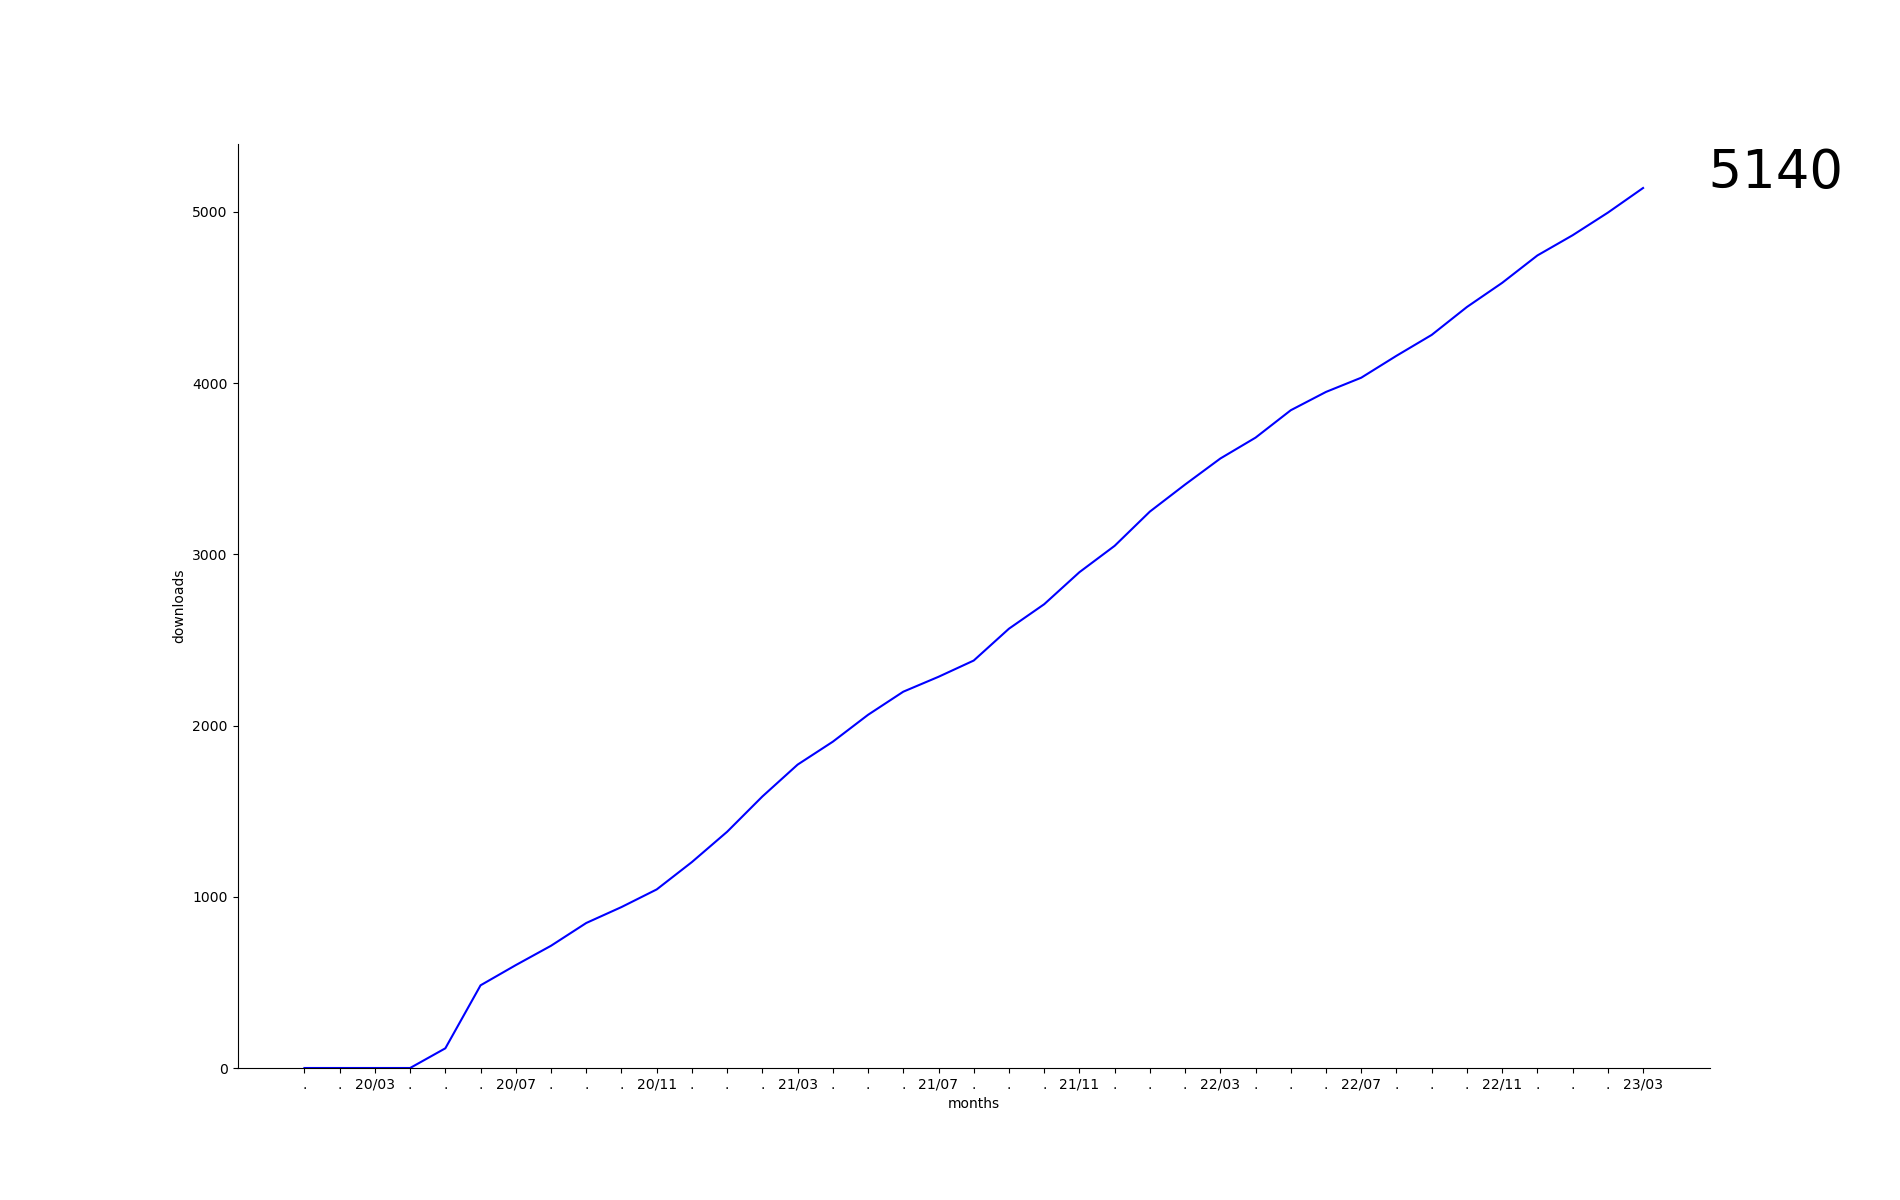 5140
5000
4000
3000
2000
1000
0
downloads
. . 20/03 . . . 20/07 . . . 20/11 . . . 21/03 . . . 21/07 . . . 21/11 . . . 22/03 . . . 22/07 . . . 22/11 . . . 23/03
months